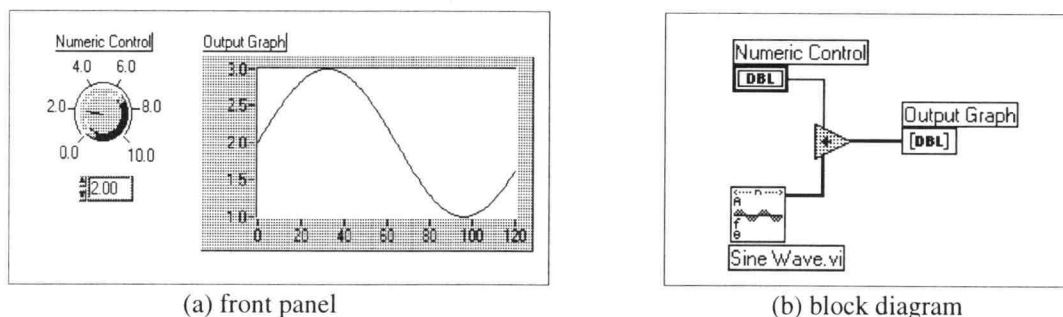 Numeric Control
4.0 6.0
2.0 8.0
0.0 10.0
2.00
Output Graph
3.0
2.5
2.0
1.5
1.0
0 20 40 60 80 100 120
(a) front panel
Numeric Control
DBL
Output Graph
[DBL]
+
n
A
f
θ
Sine Wave.vi
(b) block diagram